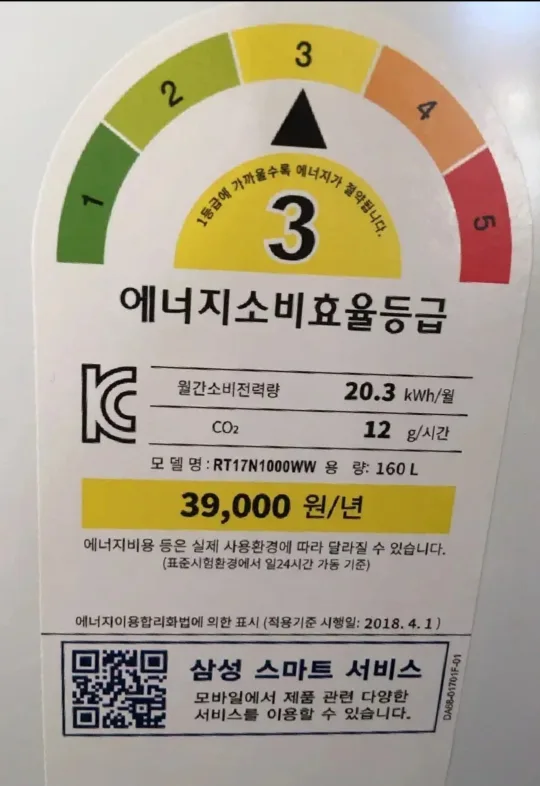 1
2
3
4
5
1등급에 가까울수록 에너지가 절약됩니다.
3
에너지소비효율등급
월간소비전력량 20.3 kWh/월
CO₂ 12 g/시간
모 델 명 : RT17N1000WW 용 량: 160 L
39,000 원/년
에너지비용 등은 실제 사용환경에 따라 달라질 수 있습니다.
(표준시험환경에서 일24시간 가동 기준)
에너지이용합리화법에 의한 표시 (적용기준 시행일: 2018. 4. 1 )
삼성 스마트 서비스
모바일에서 제품 관련 다양한
서비스를 이용할 수 있습니다.
DA68-01701F-01